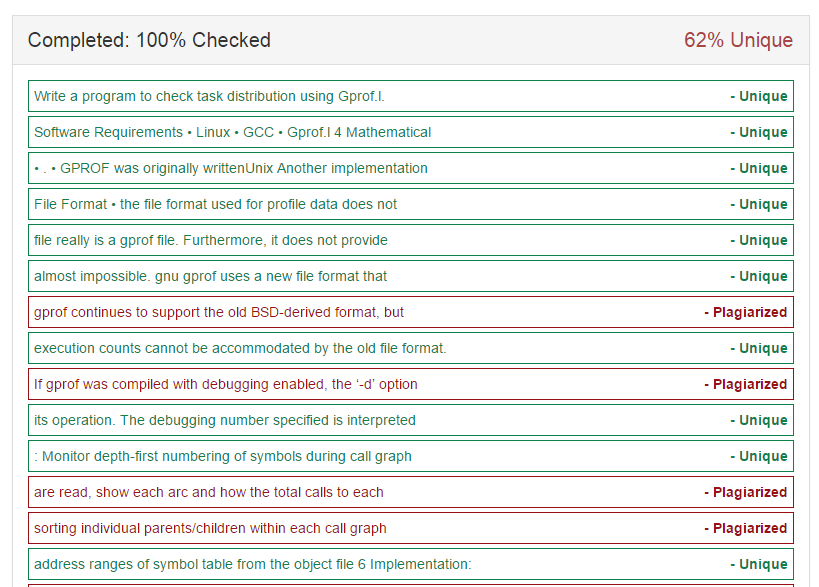 Completed: 100% Checked 62% Unique
Write a program to check task distribution using Gprof.I. - Unique
Software Requirements • Linux • GCC • Gprof.I 4 Mathematical - Unique
• . • GPROF was originally writtenUnix Another implementation - Unique
File Format • the file format used for profile data does not - Unique
file really is a gprof file. Furthermore, it does not provide - Unique
almost impossible. gnu gprof uses a new file format that - Unique
gprof continues to support the old BSD-derived format, but - Plagiarized
execution counts cannot be accommodated by the old file format. - Unique
If gprof was compiled with debugging enabled, the ‘-d’ option - Plagiarized
its operation. The debugging number specified is interpreted - Unique
: Monitor depth-first numbering of symbols during call graph - Unique
are read, show each arc and how the total calls to each - Plagiarized
sorting individual parents/children within each call graph - Plagiarized
address ranges of symbol table from the object file 6 Implementation: - Unique